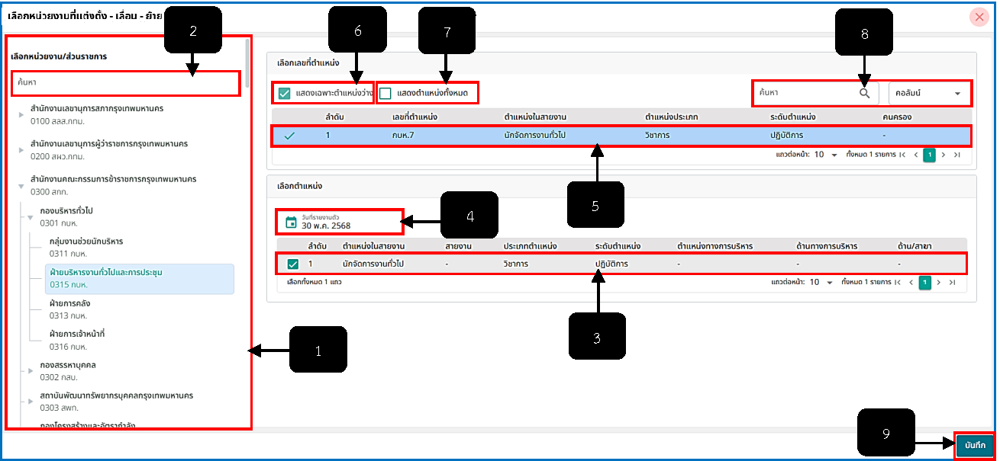 เลือกหน่วยงานที่แต่งตั้ง - เลื่อน - ย้าย
2
6
7
8
เลือกหน่วยงาน/ส่วนราชการ
ค้นหา
สำนักงานเลขานุการสภากรุงเทพมหานคร
0100 สลส.กทม.
สำนักงานเลขานุการผู้ว่าราชการกรุงเทพมหานคร
0200 สผว.กทม.
สำนักงานคณะกรรมการข้าราชการกรุงเทพมหานคร
0300 สกก.
กองบริหารทั่วไป
0301 กบห.
กลุ่มงานช่วยนักบริหาร
0311 กบห.
ฝ่ายบริหารงานทั่วไปและการประชุม
0315 กบห.
ฝ่ายการคลัง
0313 กบห.
ฝ่ายการเจ้าหน้าที่
0316 กบห.
กองสรรหาบุคคล
0302 กสบ.
สถาบันพัฒนาทรัพยากรบุคคลกรุงเทพมหานคร
0303 สพก.
กองโครงสร้างและอัตรากำลัง
1
เลือกเลขที่ตำแหน่ง
แสดงเฉพาะตำแหน่งว่าง แสดงตำแหน่งทั้งหมด ค้นหา คอลัมน์
ลำดับ เลขที่ตำแหน่ง ตำแหน่งในสายงาน ตำแหน่งประเภท ระดับตำแหน่ง คนครอง
1 กบห.7 นักจัดการงานทั่วไป วิชาการ ปฏิบัติการ -
แถวต่อหน้า: 10 ทั้งหมด 1 รายการ 1
5
เลือกตำแหน่ง
4
วันที่รายงานตัว
30 พ.ค. 2568
ลำดับ ตำแหน่งในสายงาน สายงาน ประเภทตำแหน่ง ระดับตำแหน่ง ตำแหน่งทางการบริหาร ด้านทางการบริหาร ด้าน/สาขา
1 นักจัดการงานทั่วไป - วิชาการ ปฏิบัติการ - - -
เลือกทั้งหมด 1 แถว แถวต่อหน้า: 10 ทั้งหมด 1 รายการ 1
3
9
บันทึก